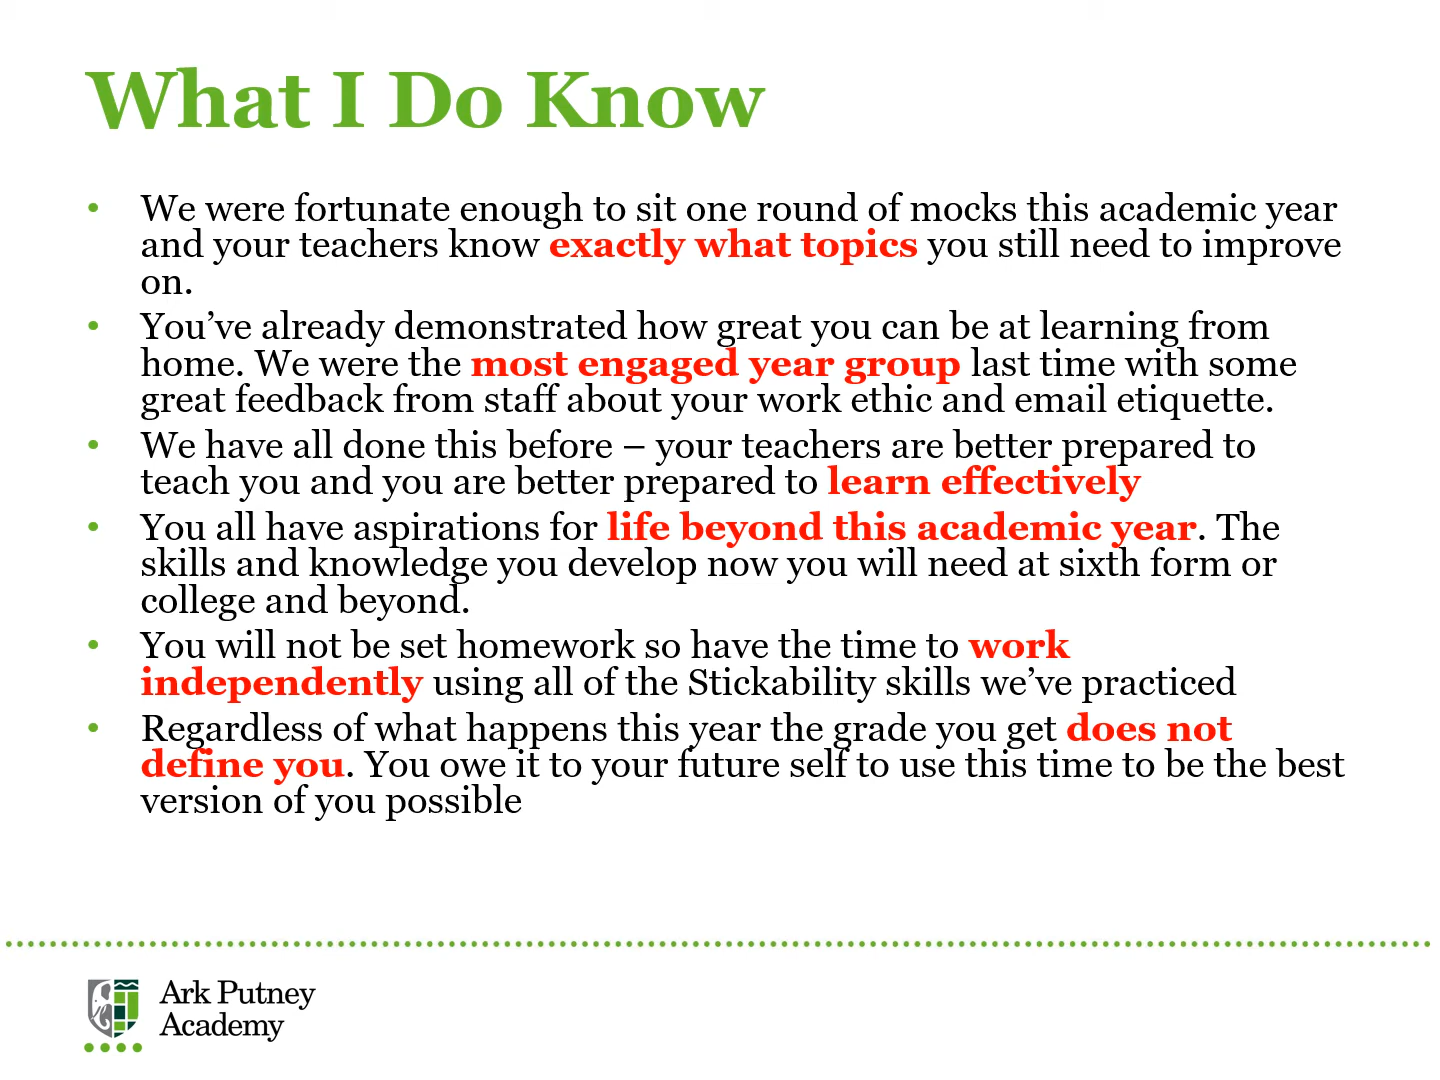 What I Do Know
• We were fortunate enough to sit one round of mocks this academic year
and your teachers know exactly what topics you still need to improve
on.
• You’ve already demonstrated how great you can be at learning from
home. We were the most engaged year group last time with some
great feedback from staff about your work ethic and email etiquette.
• We have all done this before – your teachers are better prepared to
teach you and you are better prepared to learn effectively
• You all have aspirations for life beyond this academic year. The
skills and knowledge you develop now you will need at sixth form or
college and beyond.
• You will not be set homework so have the time to work
independently using all of the Stickability skills we’ve practiced
• Regardless of what happens this year the grade you get does not
define you. You owe it to your future self to use this time to be the best
version of you possible
Ark Putney
Academy